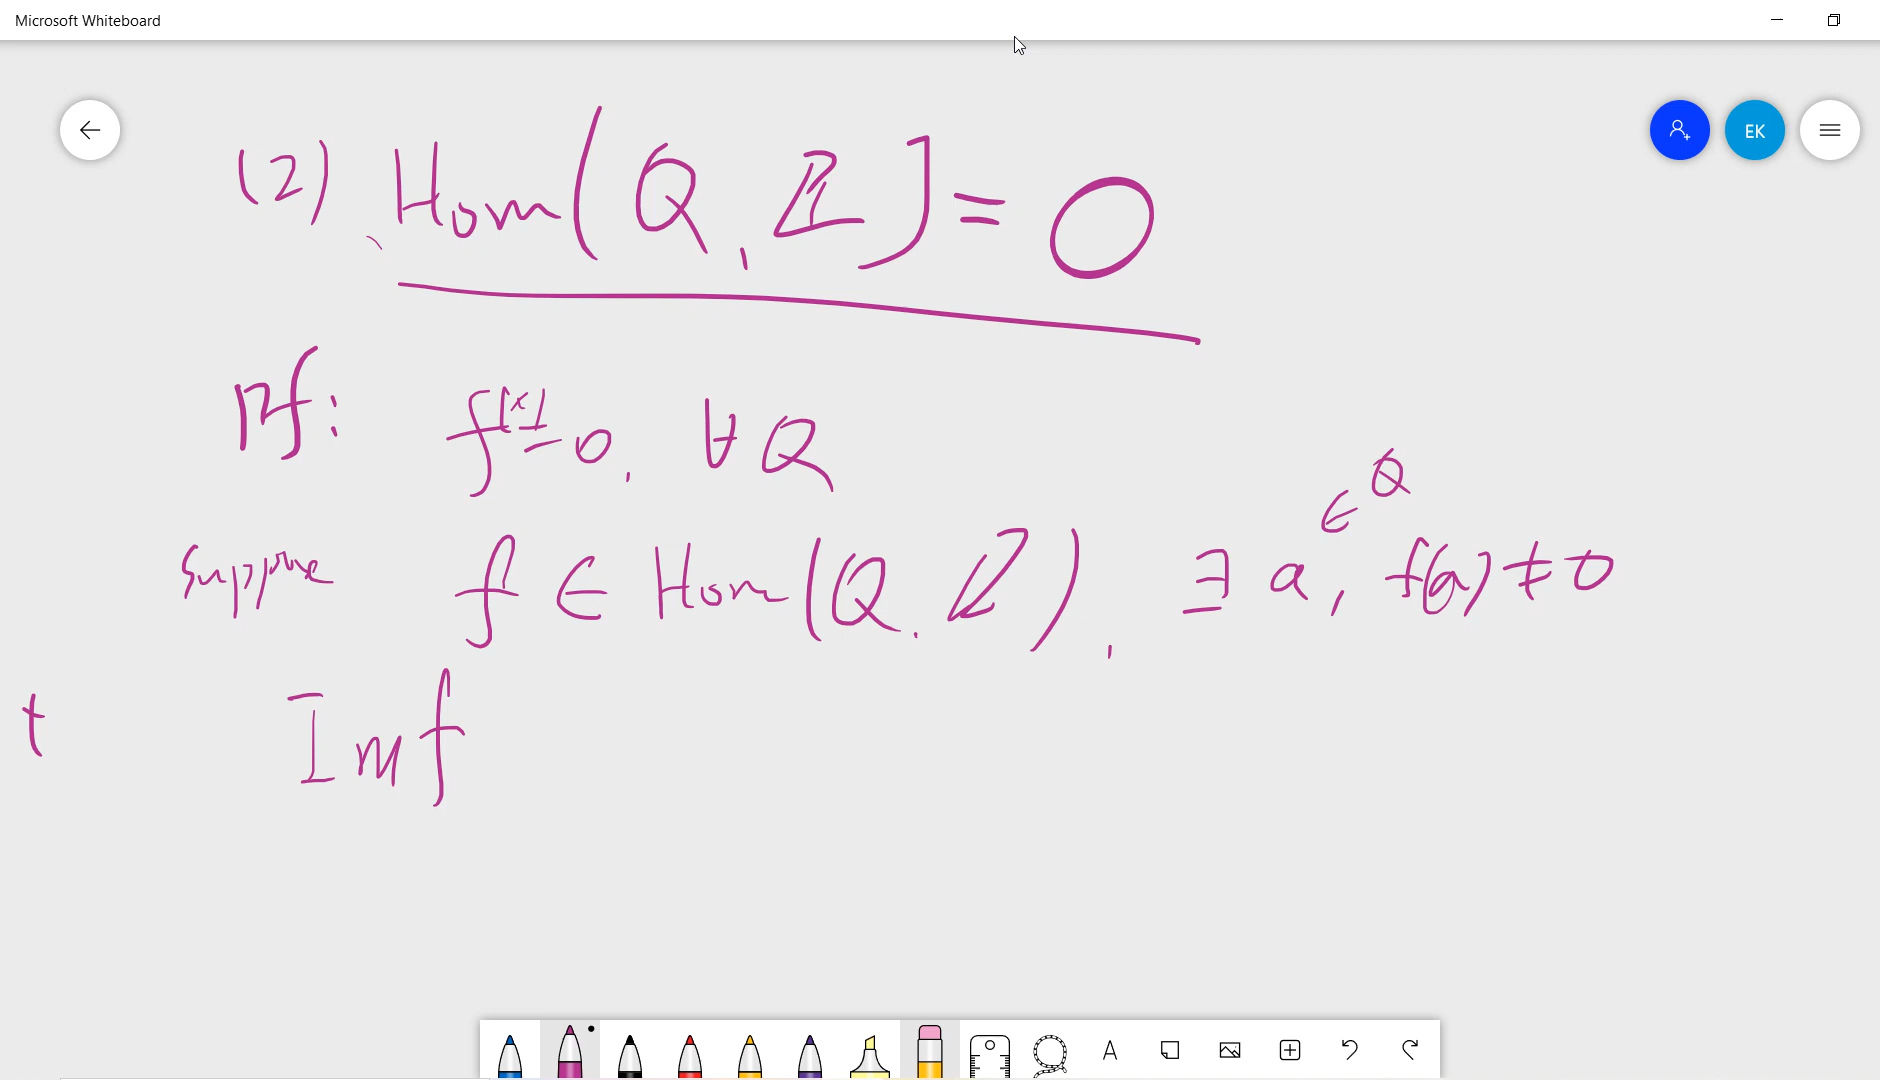 Microsoft Whiteboard
EK
(2) Hom(Q, Z) = 0
Pf: f(x) = 0, ∀ Q
∈ Q
Suppose f ∈ Hom(Q, Z), ∃ a, f(a) ≠ 0
t Im f
A